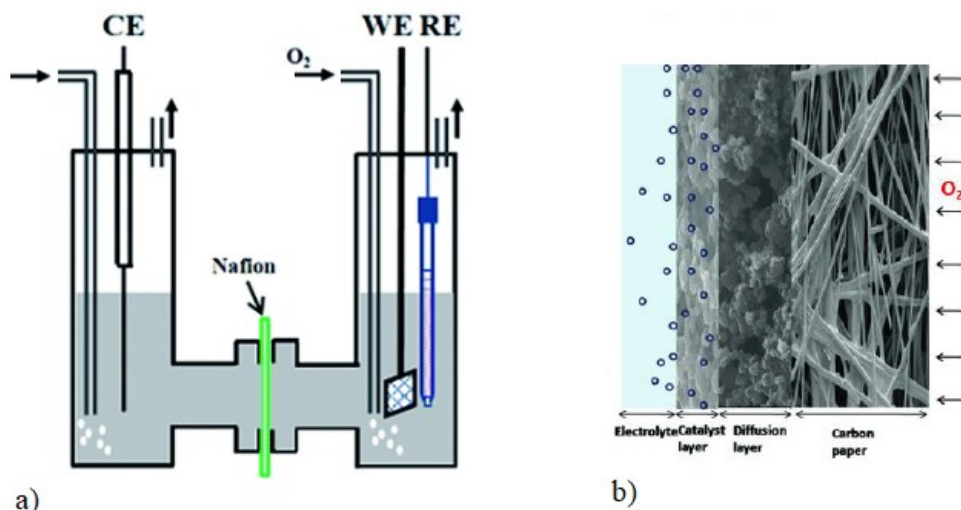 CE
WE RE
O₂
Nafion
a)
O₂
Electrolyte Catalyst layer Diffusion layer Carbon paper
b)